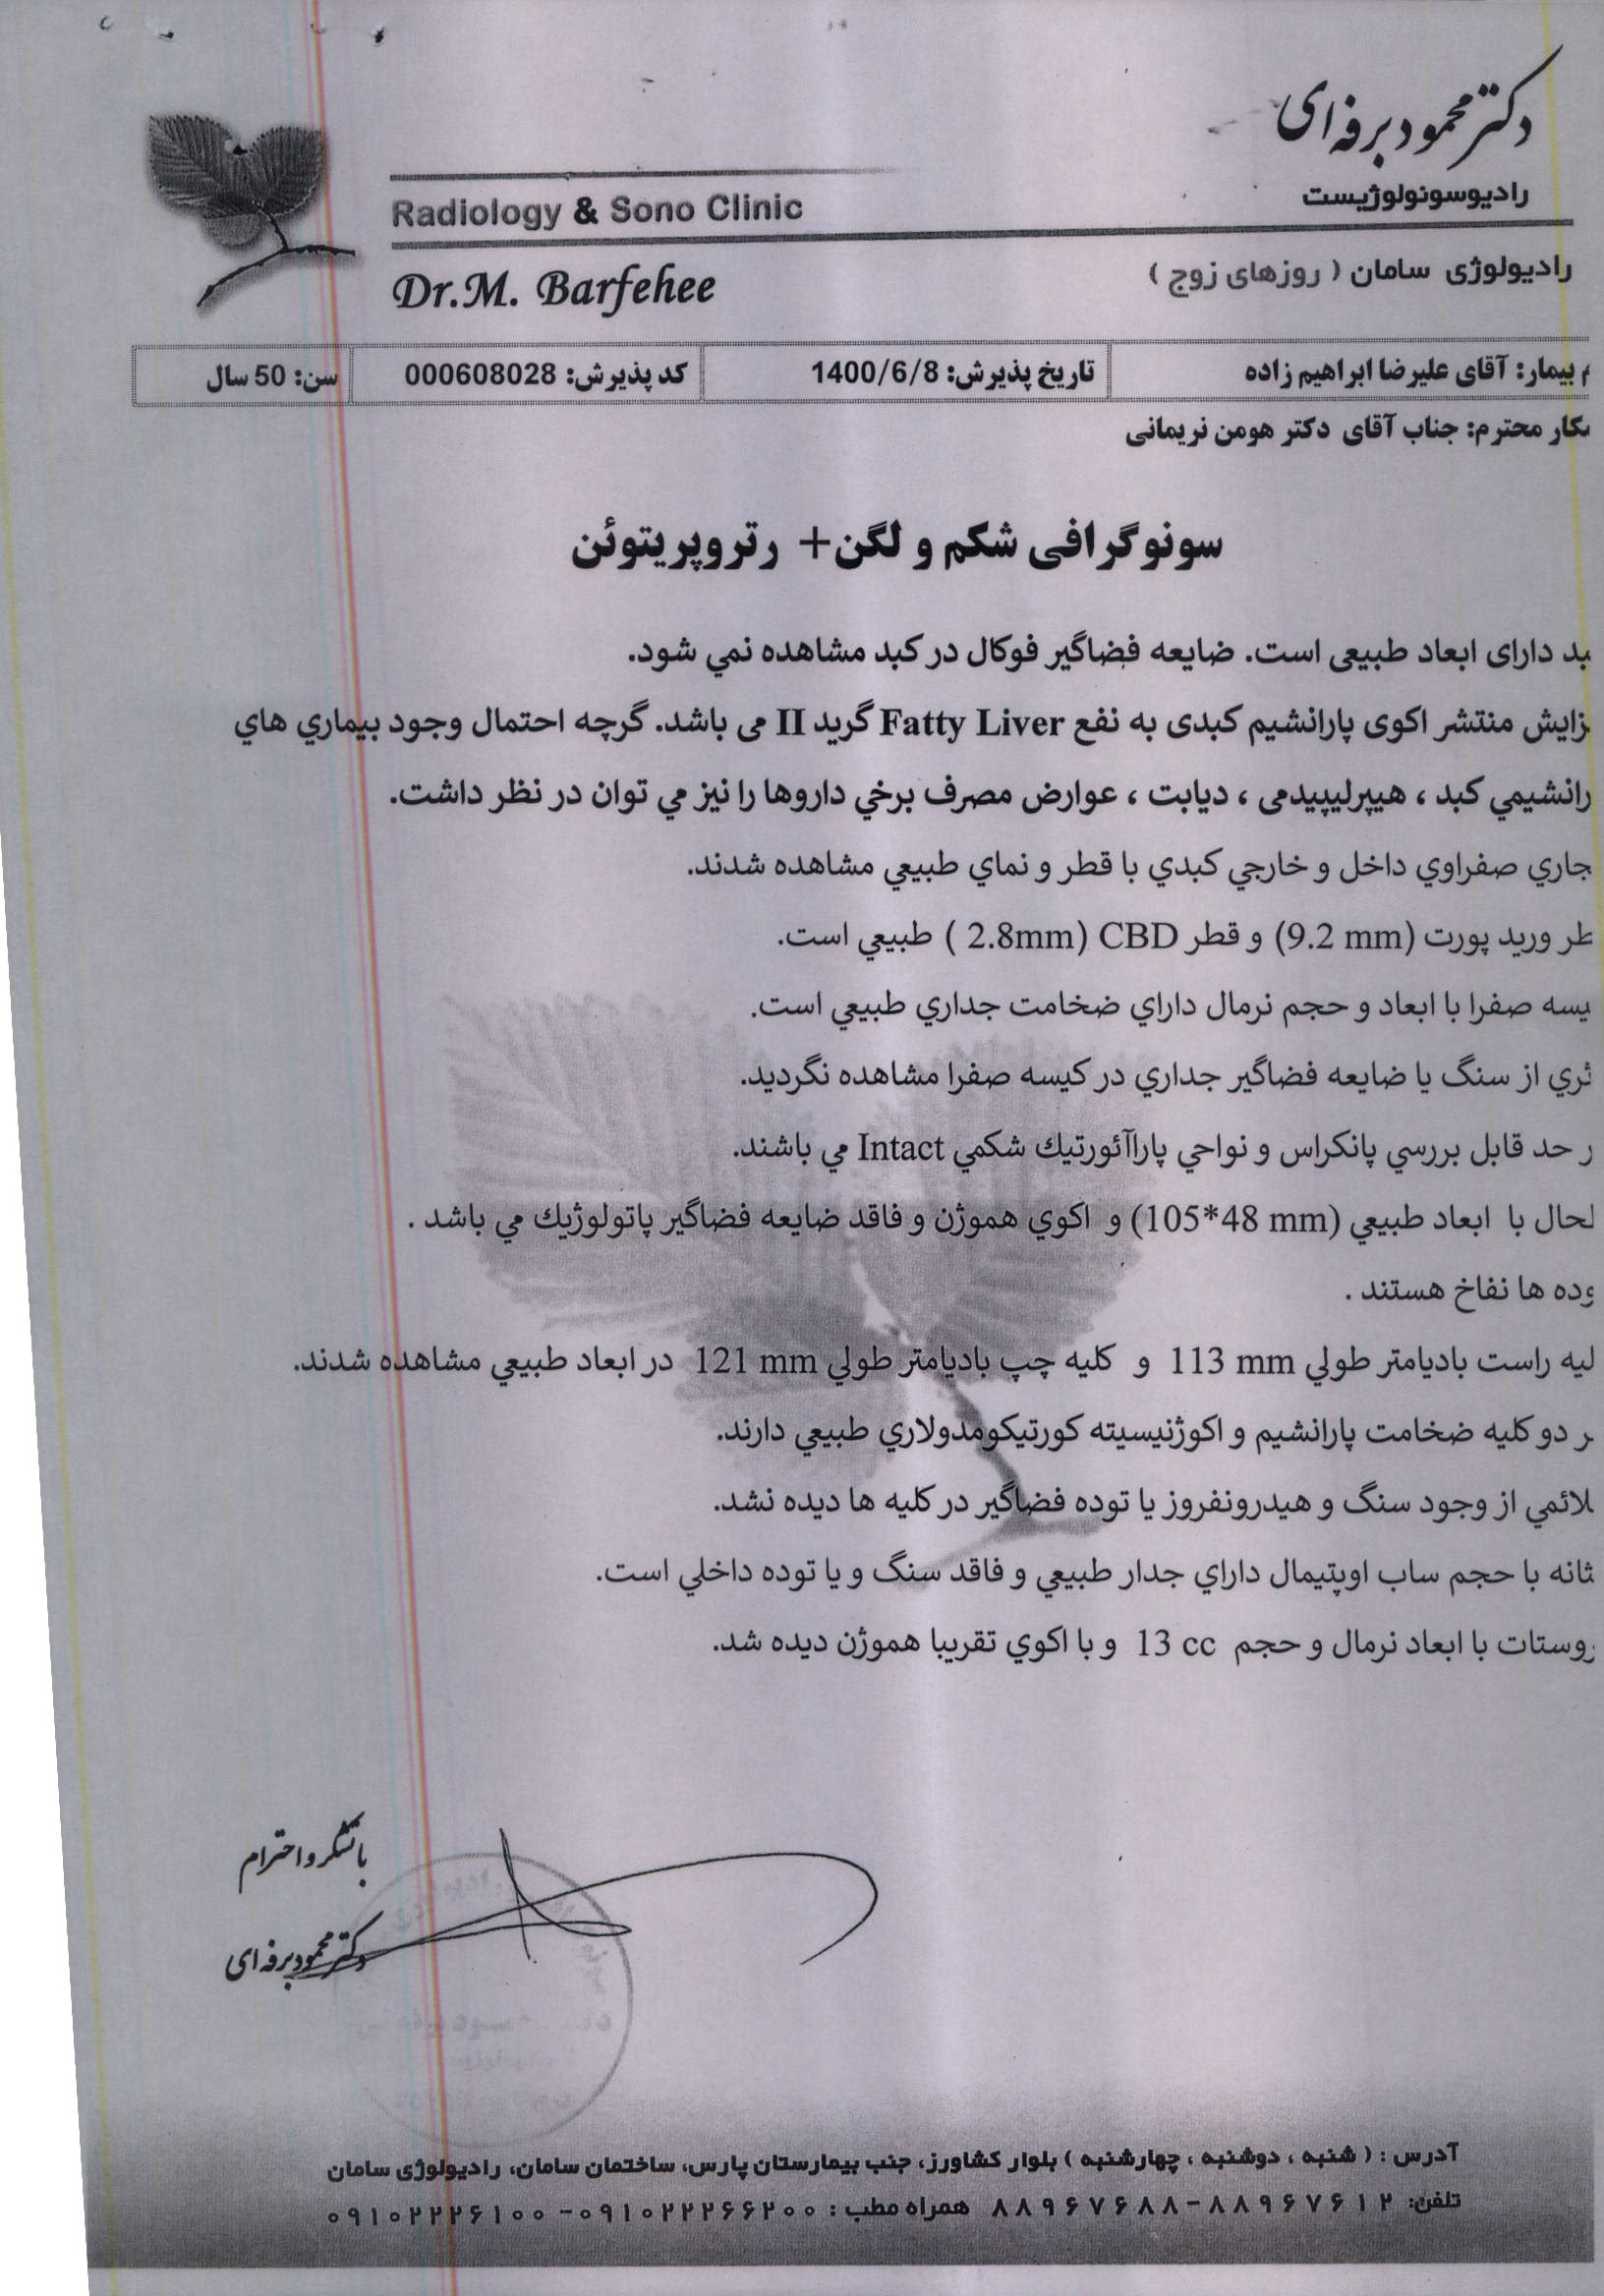 دکتر محمود برفه ای
رادیوسونولوژیست
Radiology & Sono Clinic
رادیولوژی سامان ( روزهای زوج )
Dr.M. Barfehee
م بیمار: آقای علیرضا ابراهیم زاده تاریخ پذیرش: 1400/6/8 کد پذیرش: 000608028 سن: 50 سال
کار محترم: جناب آقای دکتر هومن نریمانی
سونوگرافی شکم و لگن+ رتروپریتوئن
بد دارای ابعاد طبیعی است. ضایعه فضاگیر فوکال در کبد مشاهده نمي شود.
زایش منتشر اکوی پارانشیم کبدی به نفع Fatty Liver گرید II می باشد. گرچه احتمال وجود بیماري هاي
رانشیمي کبد ، هیپرلیپیدمی ، دیابت ، عوارض مصرف برخي داروها را نیز مي توان در نظر داشت.
جاري صفراوي داخل و خارجي کبدي با قطر و نماي طبیعي مشاهده شدند.
طر ورید پورت (9.2 mm) و قطر CBD (2.8mm ) طبیعي است.
یسه صفرا با ابعاد و حجم نرمال داراي ضخامت جداري طبیعي است.
ثري از سنگ یا ضایعه فضاگیر جداري در کیسه صفرا مشاهده نگردید.
ر حد قابل بررسي پانکراس و نواحي پاراآئورتیك شکمي Intact مي باشند.
لحال با ابعاد طبیعي (105*48 mm) و اکوي هموژن و فاقد ضایعه فضاگیر پاتولوژیك مي باشد .
وده ها نفاخ هستند .
لیه راست بادیامتر طولي 113 mm و کلیه چپ بادیامتر طولي 121 mm در ابعاد طبیعي مشاهده شدند.
ر دو کلیه ضخامت پارانشیم و اکوژنیسیته کورتیکومدولاري طبیعي دارند.
لائمي از وجود سنگ و هیدرونفروز یا توده فضاگیر در کلیه ها دیده نشد.
ثانه با حجم ساب اوپتیمال داراي جدار طبیعي و فاقد سنگ و یا توده داخلي است.
روستات با ابعاد نرمال و حجم 13 cc و با اکوي تقریبا هموژن دیده شد.
با تشکر و احترام
دکتر محمود برفه ای
آدرس : ( شنبه ، دوشنبه ، چهارشنبه ) بلوار کشاورز، جنب بیمارستان پارس، ساختمان سامان، رادیولوژی سامان
تلفن: ۸۸۹۶۷۶۱۲-۸۸۹۶۷۶۸۸ همراه مطب : ۰۹۱۰۲۲۲۶۶۲۰۰-۰۹۱۰۲۲۲۶۱۰۰